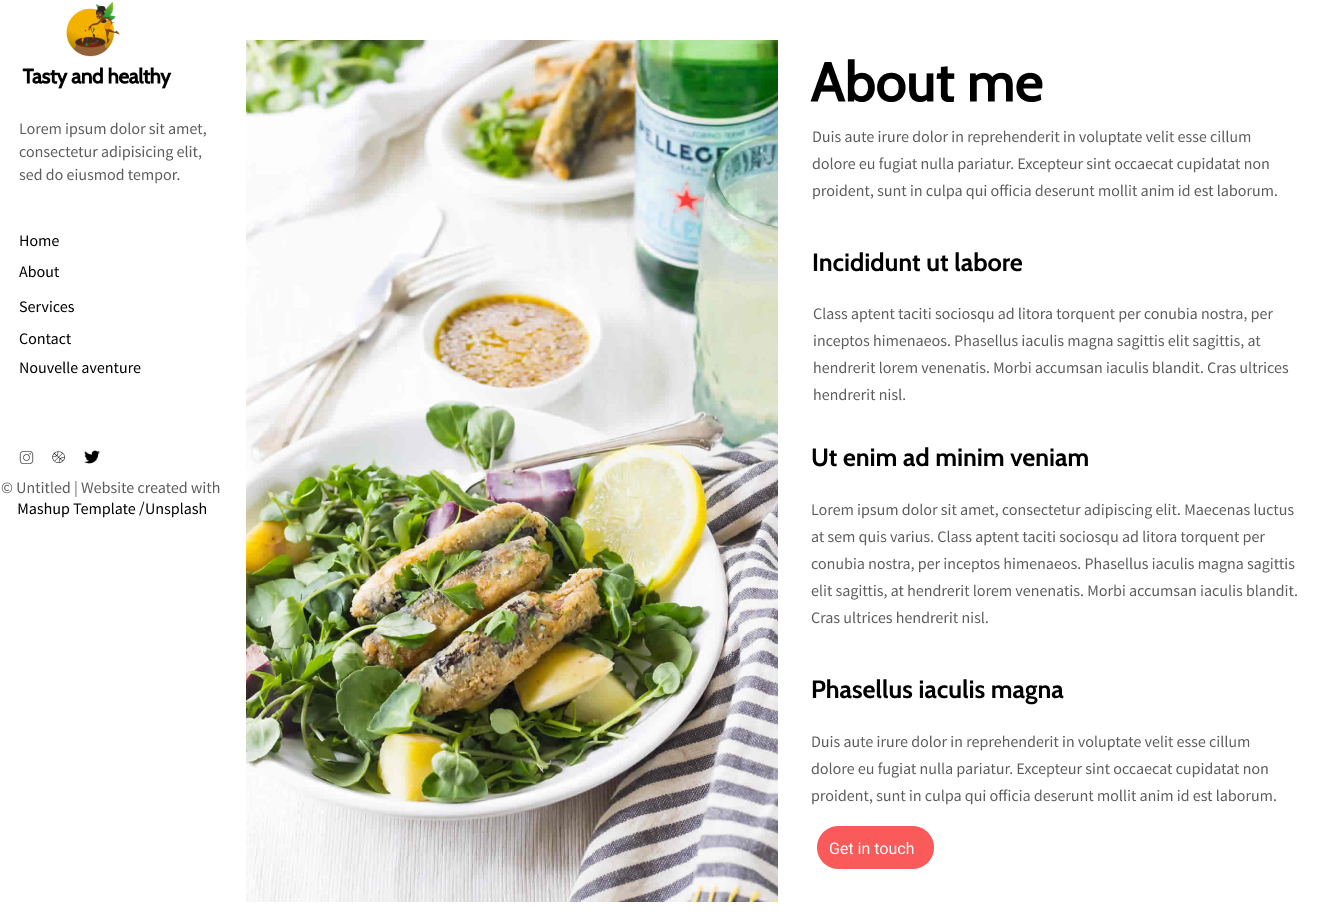 Tasty and healthy
Lorem ipsum dolor sit amet,
consectetur adipisicing elit,
sed do eiusmod tempor.
Home
About
Services
Contact
Nouvelle aventure
© Untitled | Website created with
Mashup Template /Unsplash
About me
Duis aute irure dolor in reprehenderit in voluptate velit esse cillum
dolore eu fugiat nulla pariatur. Excepteur sint occaecat cupidatat non
proident, sunt in culpa qui officia deserunt mollit anim id est laborum.
Incididunt ut labore
Class aptent taciti sociosqu ad litora torquent per conubia nostra, per
inceptos himenaeos. Phasellus iaculis magna sagittis elit sagittis, at
hendrerit lorem venenatis. Morbi accumsan iaculis blandit. Cras ultrices
hendrerit nisl.
Ut enim ad minim veniam
Lorem ipsum dolor sit amet, consectetur adipiscing elit. Maecenas luctus
at sem quis varius. Class aptent taciti sociosqu ad litora torquent per
conubia nostra, per inceptos himenaeos. Phasellus iaculis magna sagittis
elit sagittis, at hendrerit lorem venenatis. Morbi accumsan iaculis blandit.
Cras ultrices hendrerit nisl.
Phasellus iaculis magna
Duis aute irure dolor in reprehenderit in voluptate velit esse cillum
dolore eu fugiat nulla pariatur. Excepteur sint occaecat cupidatat non
proident, sunt in culpa qui officia deserunt mollit anim id est laborum.
Get in touch